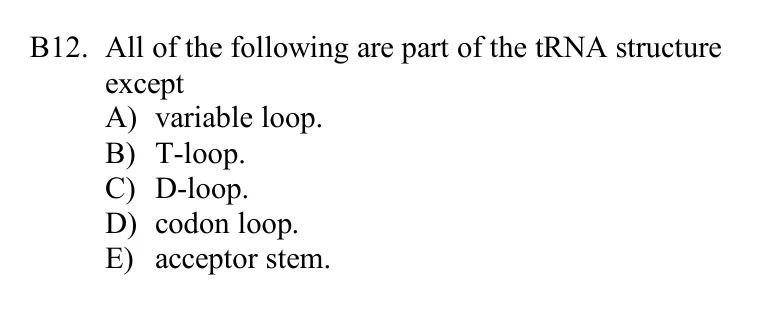 B12. All of the following are part of the tRNA structure
except
A) variable loop.
B) T-loop.
C) D-loop.
D) codon loop.
E) acceptor stem.